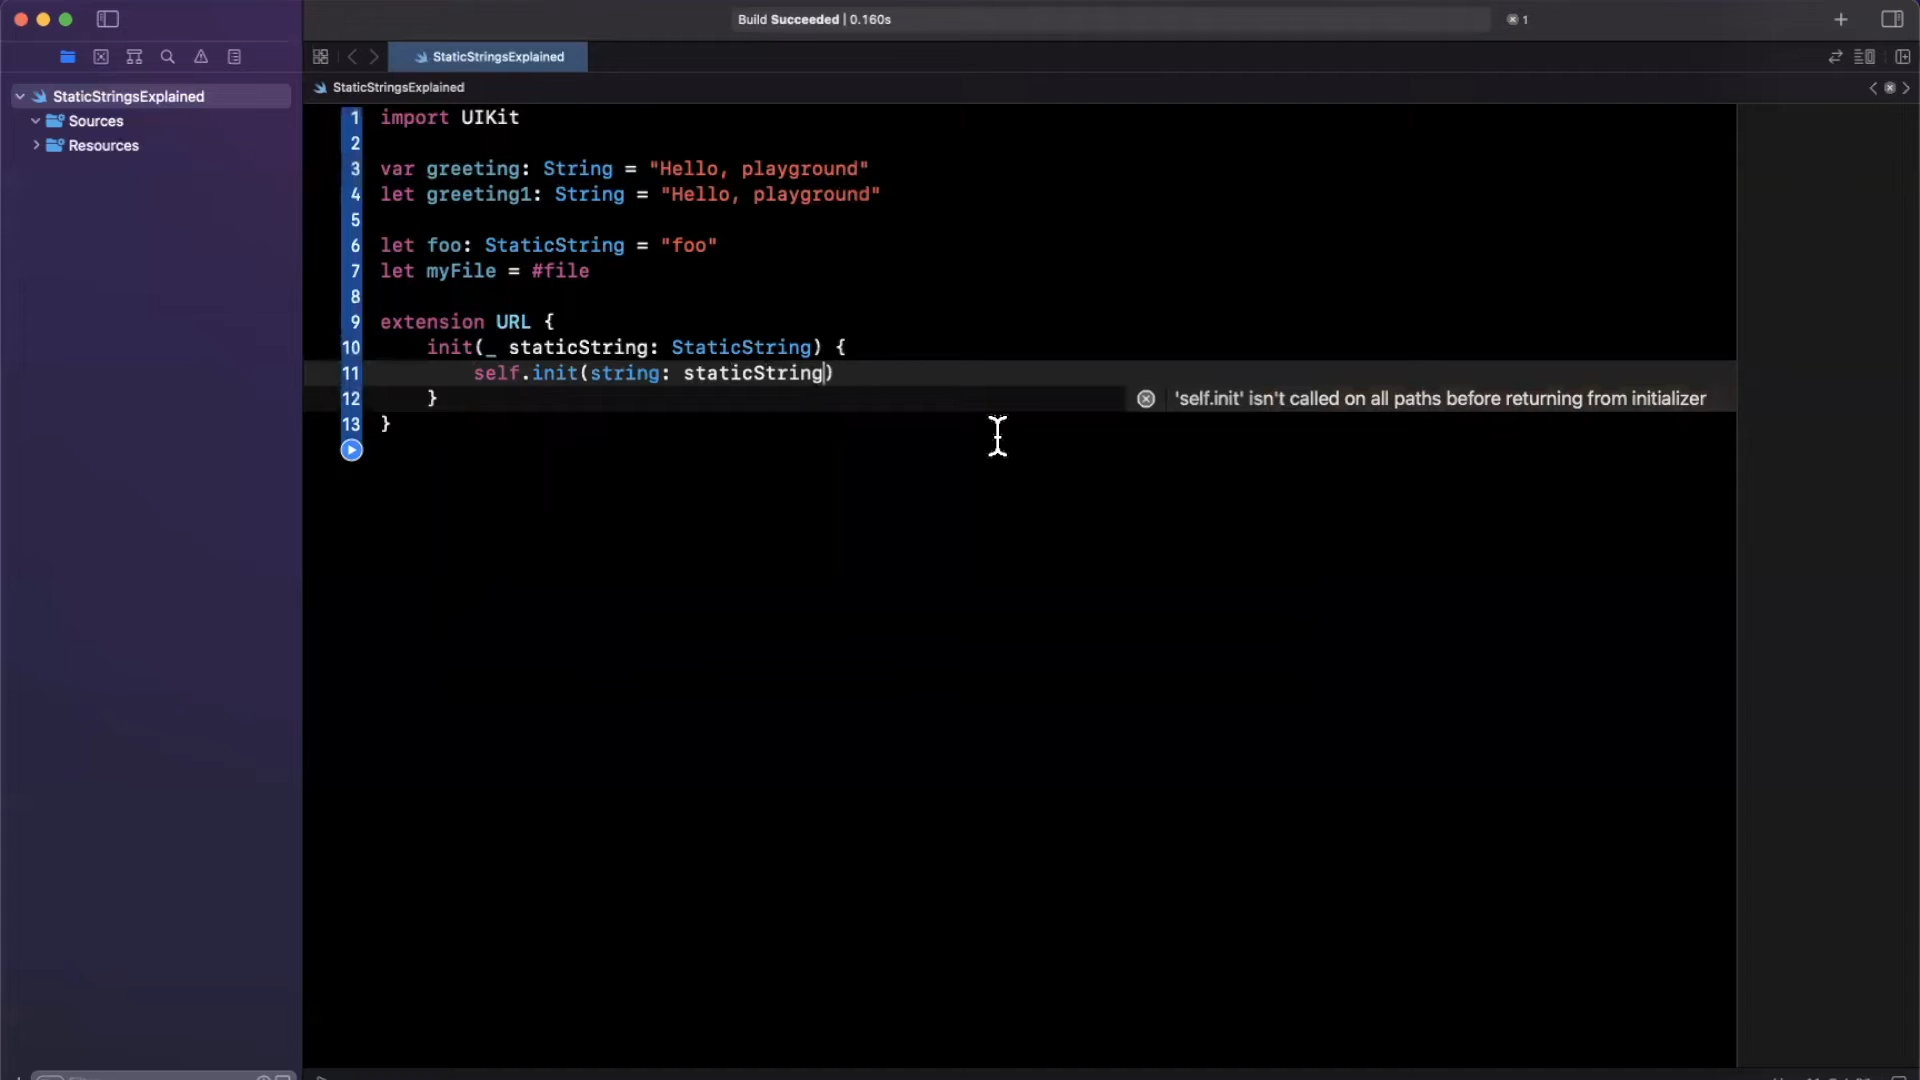 Build Succeeded | 0.160s
1
StaticStringsExplained
StaticStringsExplained
Sources
Resources
StaticStringsExplained
1 import UIKit
2
3 var greeting: String = "Hello, playground"
4 let greeting1: String = "Hello, playground"
5
6 let foo: StaticString = "foo"
7 let myFile = #file
8
9 extension URL {
10 init(_ staticString: StaticString) {
11 self.init(string: staticString)
12 }
'self.init' isn't called on all paths before returning from initializer
13 }